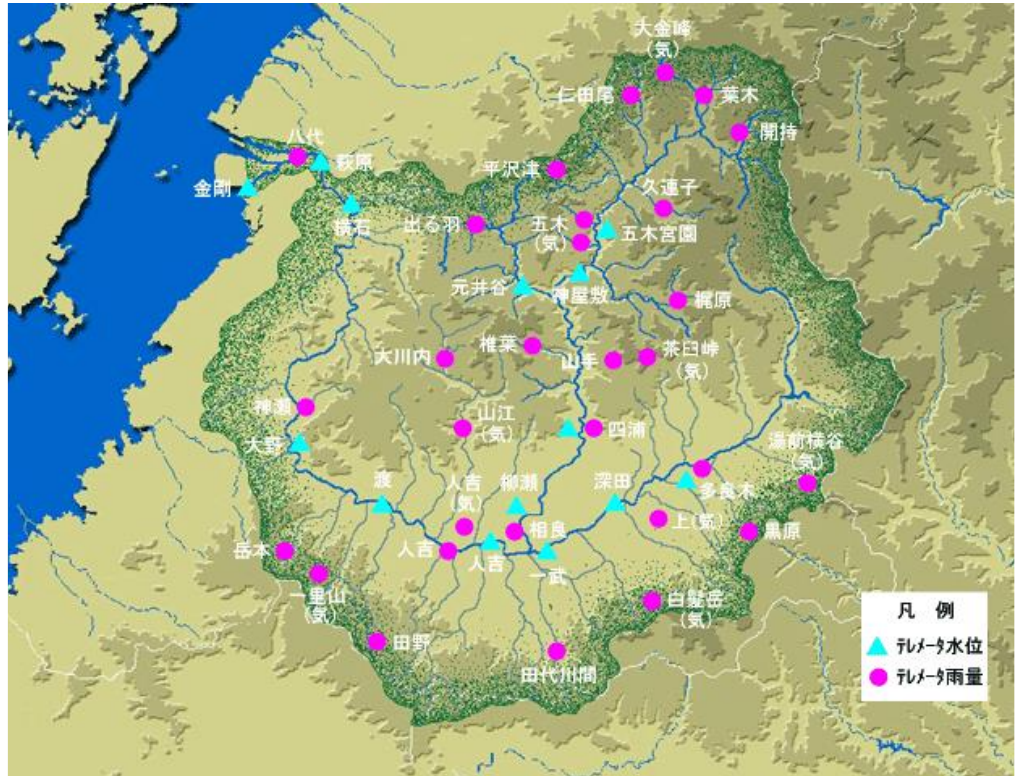 大金峰
(気)
仁田尾
葉木
開持
八代
萩原
平沢津
金剛
久連子
横石
出る羽
五木
(気)
五木宮園
元井谷
神屋敷
梶原
椎葉
大川内
山手
茶臼峠
(気)
神瀬
山江
(気)
四浦
大野
湯前横谷
(気)
渡
人吉
(気)
柳瀬
深田
多良木
上(気)
相良
黒原
岳本
人吉
人吉
一武
一里山
(気)
白髪岳
(気)
田野
田代川間
凡 例
ﾃﾚﾒｰﾀ水位
ﾃﾚﾒｰﾀ雨量